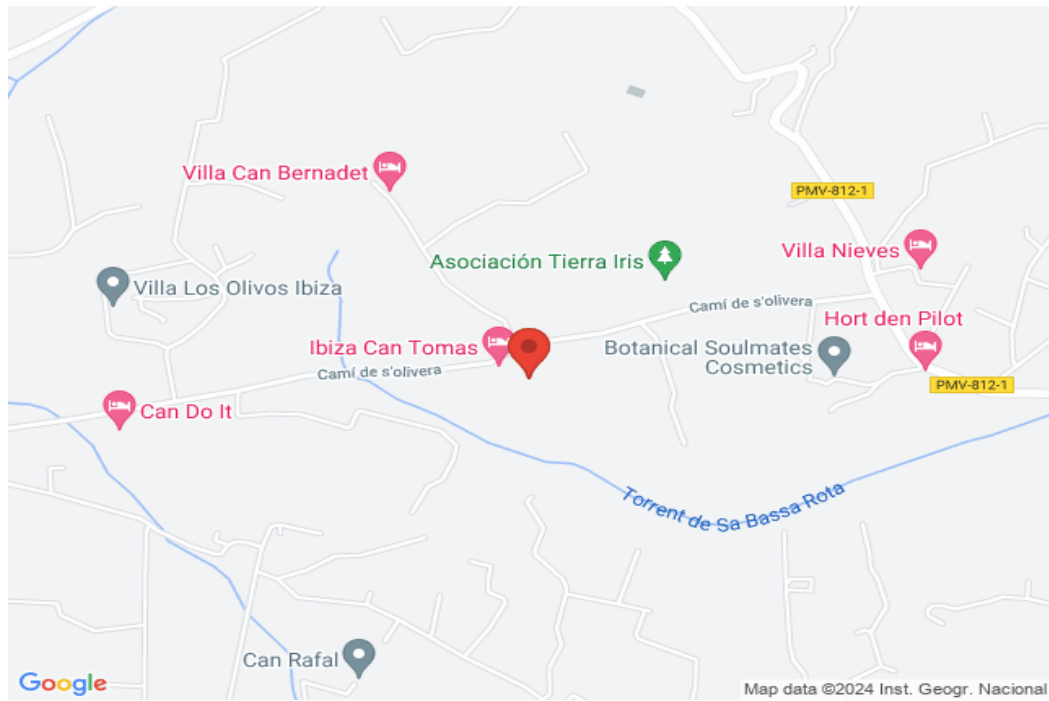 Villa Can Bernadet
PMV-812-1
Villa Nieves
Asociación Tierra Iris
Villa Los Olivos Ibiza
Camí de s'olivera
Hort den Pilot
Ibiza Can Tomas
Botanical Soulmates
Cosmetics
Camí de s'olivera
PMV-812-1
Can Do It
Torrent de Sa Bassa Rota
Can Rafal
Google
Map data ©2024 Inst. Geogr. Nacional